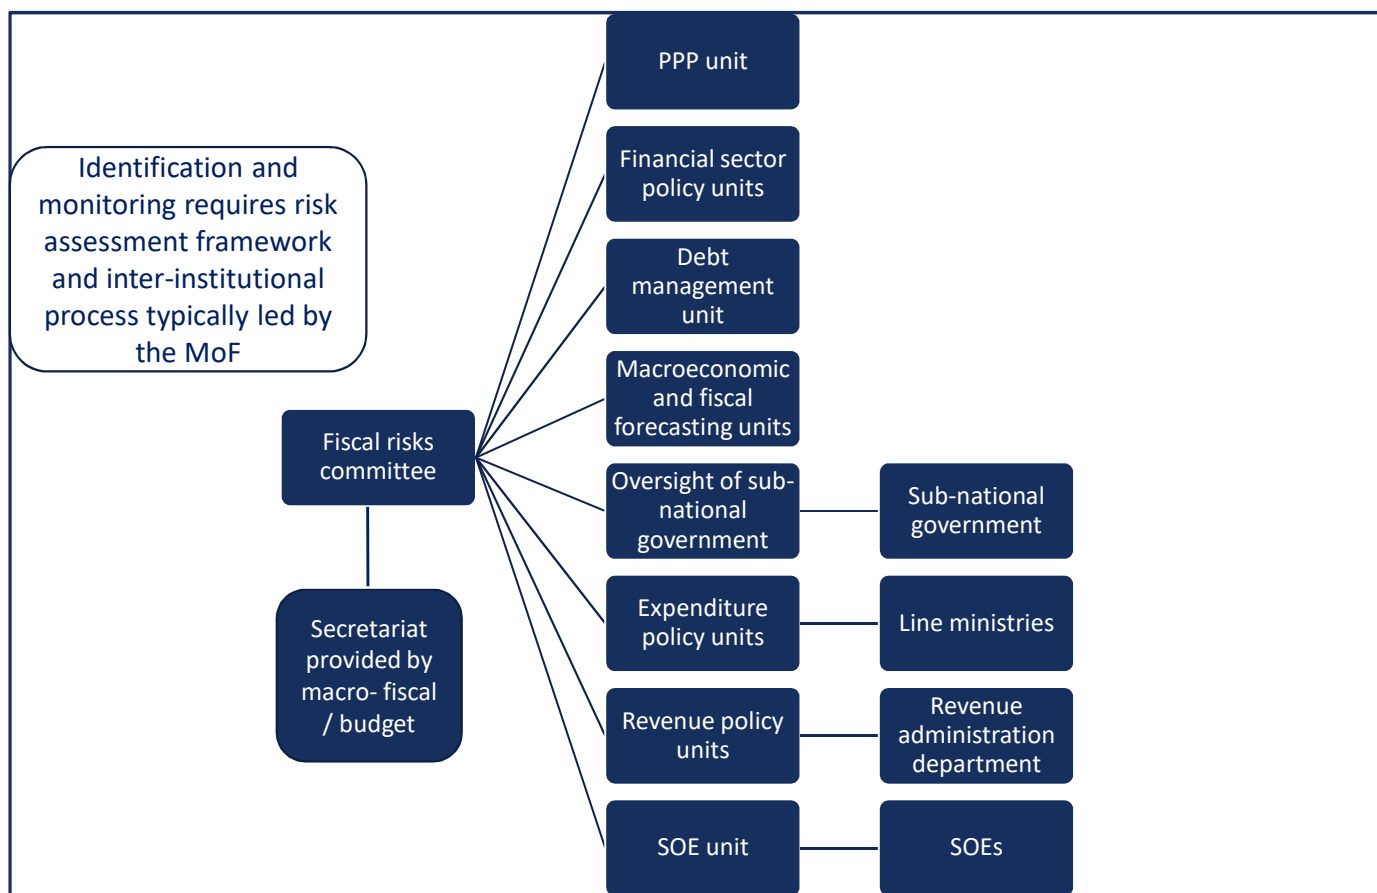 PPP unit
Identification and
monitoring requires risk
assessment framework
and inter-institutional
process typically led by
the MoF
Financial sector
policy units
Debt
management
unit
Macroeconomic
and fiscal
forecasting units
Fiscal risks
committee
Oversight of sub-
national
government
Sub-national
government
Secretariat
provided by
macro- fiscal
/ budget
Expenditure
policy units
Line ministries
Revenue policy
units
Revenue
administration
department
SOE unit
SOEs